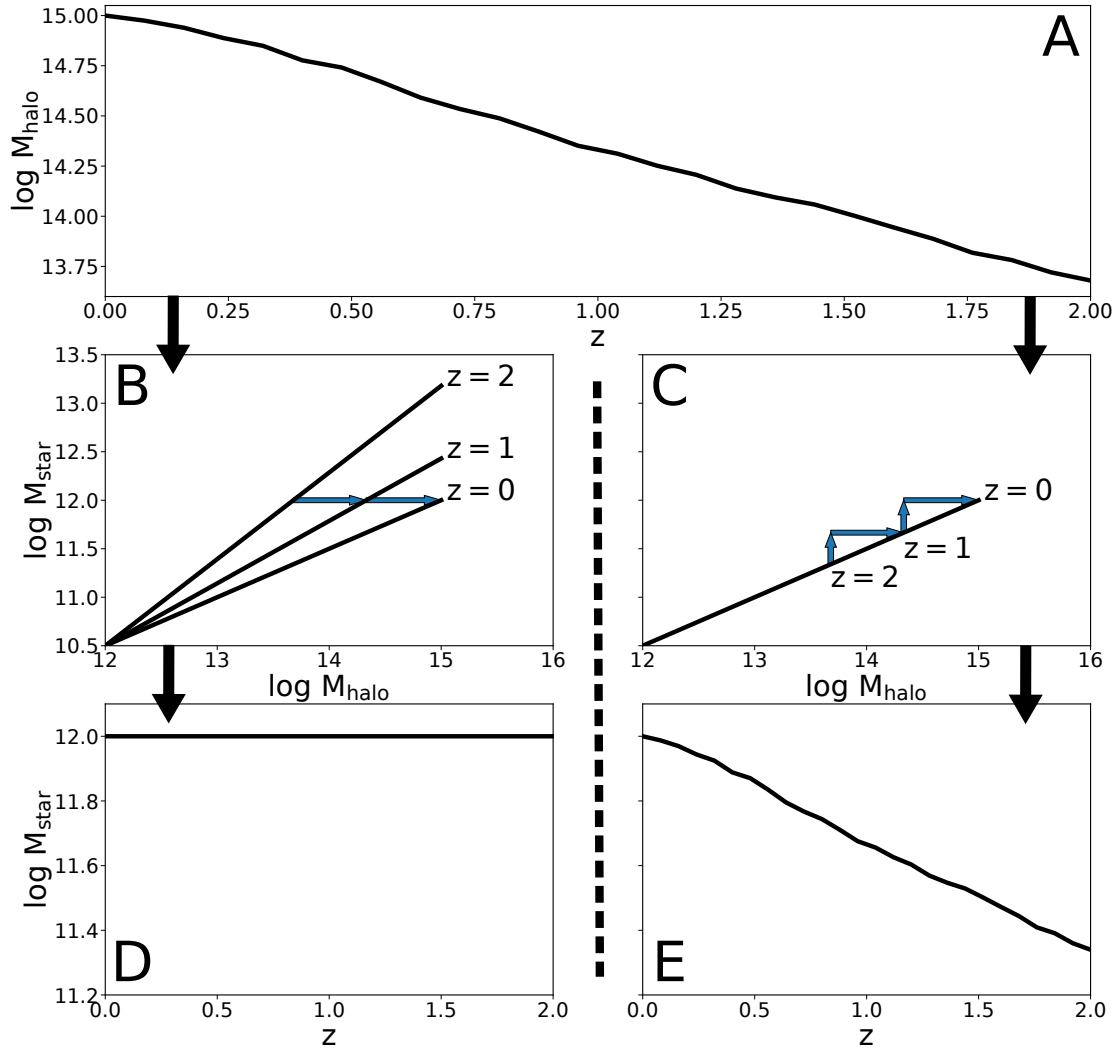 A
log M_halo
15.00
14.75
14.50
14.25
14.00
13.75
0.00 0.25 0.50 0.75 1.00 1.25 1.50 1.75 2.00
z
B
log M_star
13.5
13.0
12.5
12.0
11.5
11.0
10.5
z = 2
z = 1
z = 0
12 13 14 15 16
log M_halo
C
z = 0
z = 1
z = 2
12 13 14 15 16
log M_halo
D
log M_star
12.0
11.8
11.6
11.4
11.2
0.0 0.5 1.0 1.5 2.0
z
E
0.0 0.5 1.0 1.5 2.0
z